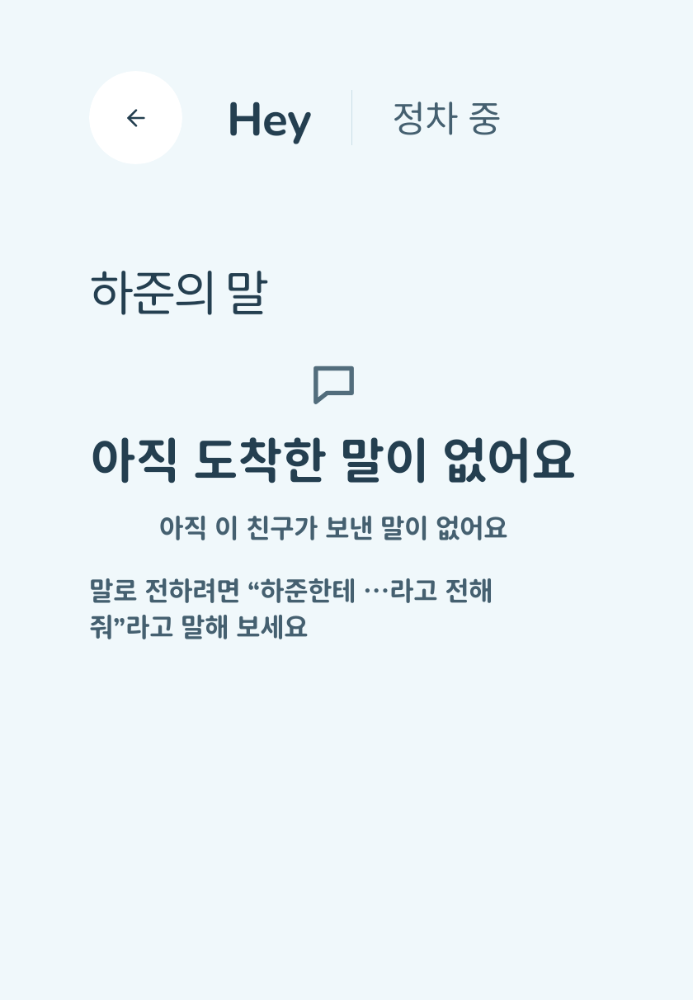 Hey
정차 중
하준의 말
아직 도착한 말이 없어요
아직 이 친구가 보낸 말이 없어요
말로 전하려면 “하준한테 …라고 전해
줘”라고 말해 보세요